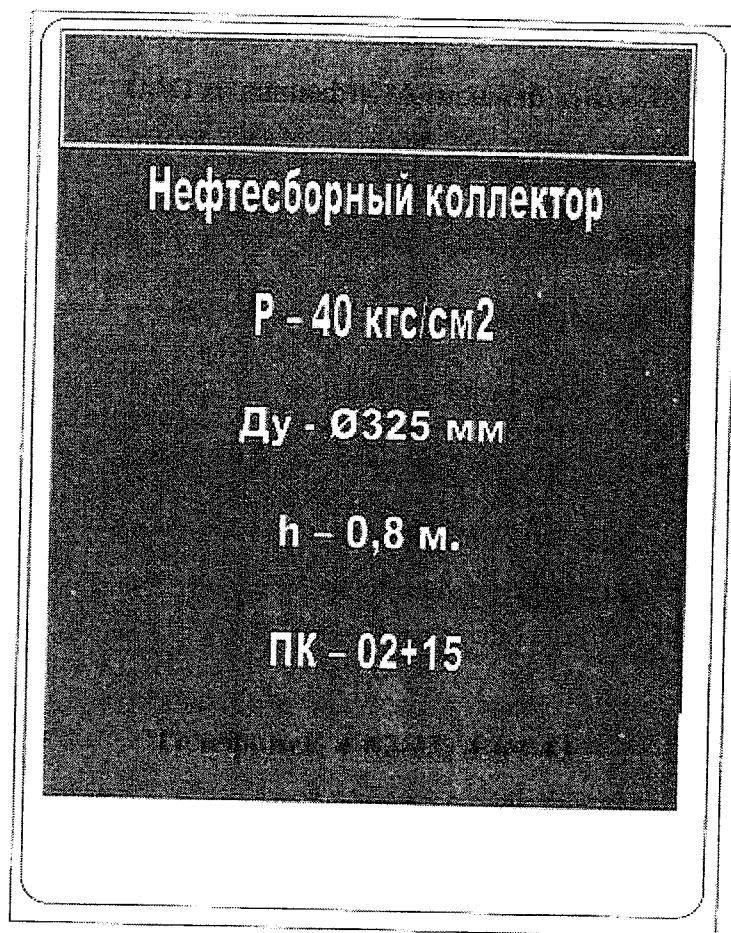 Нефтесборный коллектор
Р – 40 кгс/см2
Ду - Ø325 мм
h – 0,8 м.
ПК – 02+15